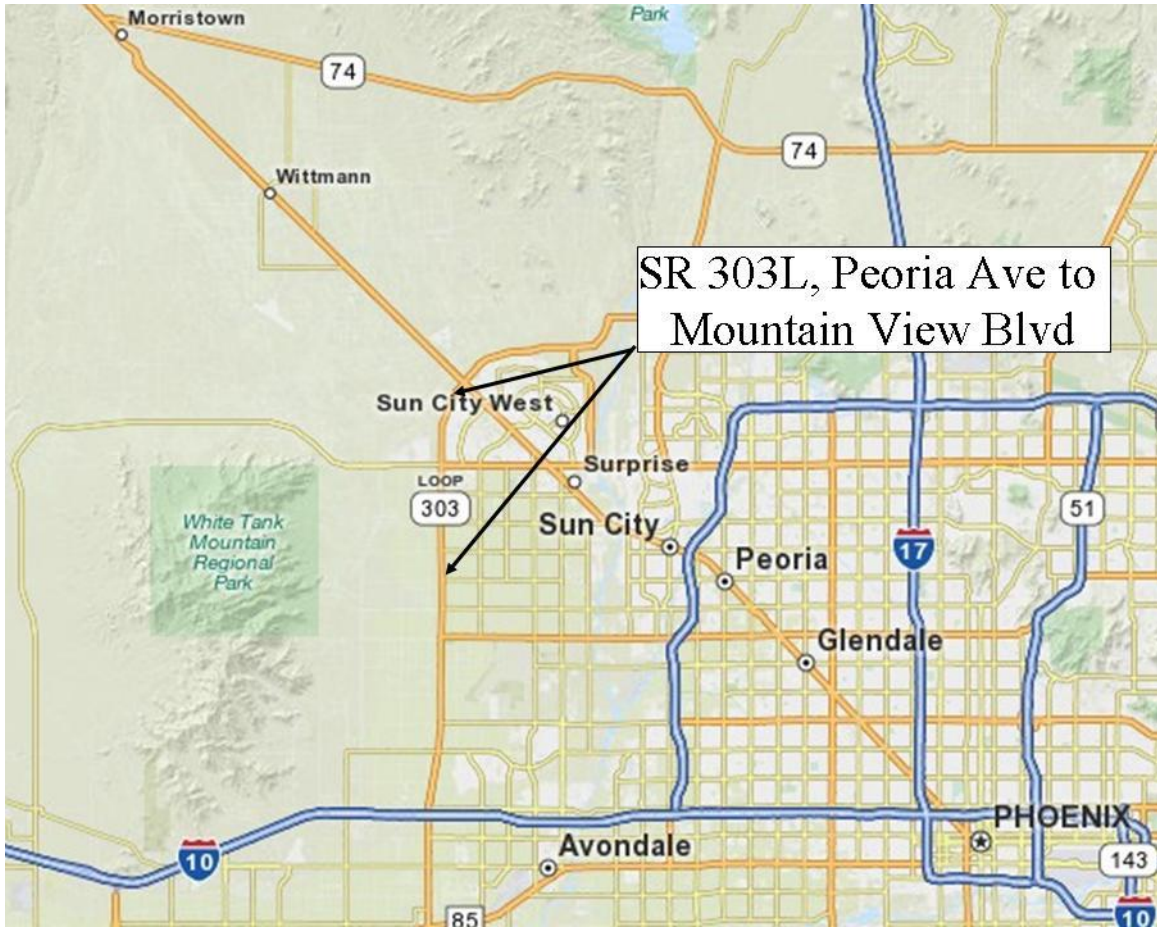 Morristown
Park
74
74
Wittmann
SR 303L, Peoria Ave to
Mountain View Blvd
Sun City West
Surprise
LOOP
303
51
White Tank
Mountain
Regional
Park
Sun City
17
Peoria
Glendale
PHOENIX
Avondale
10
143
85
10